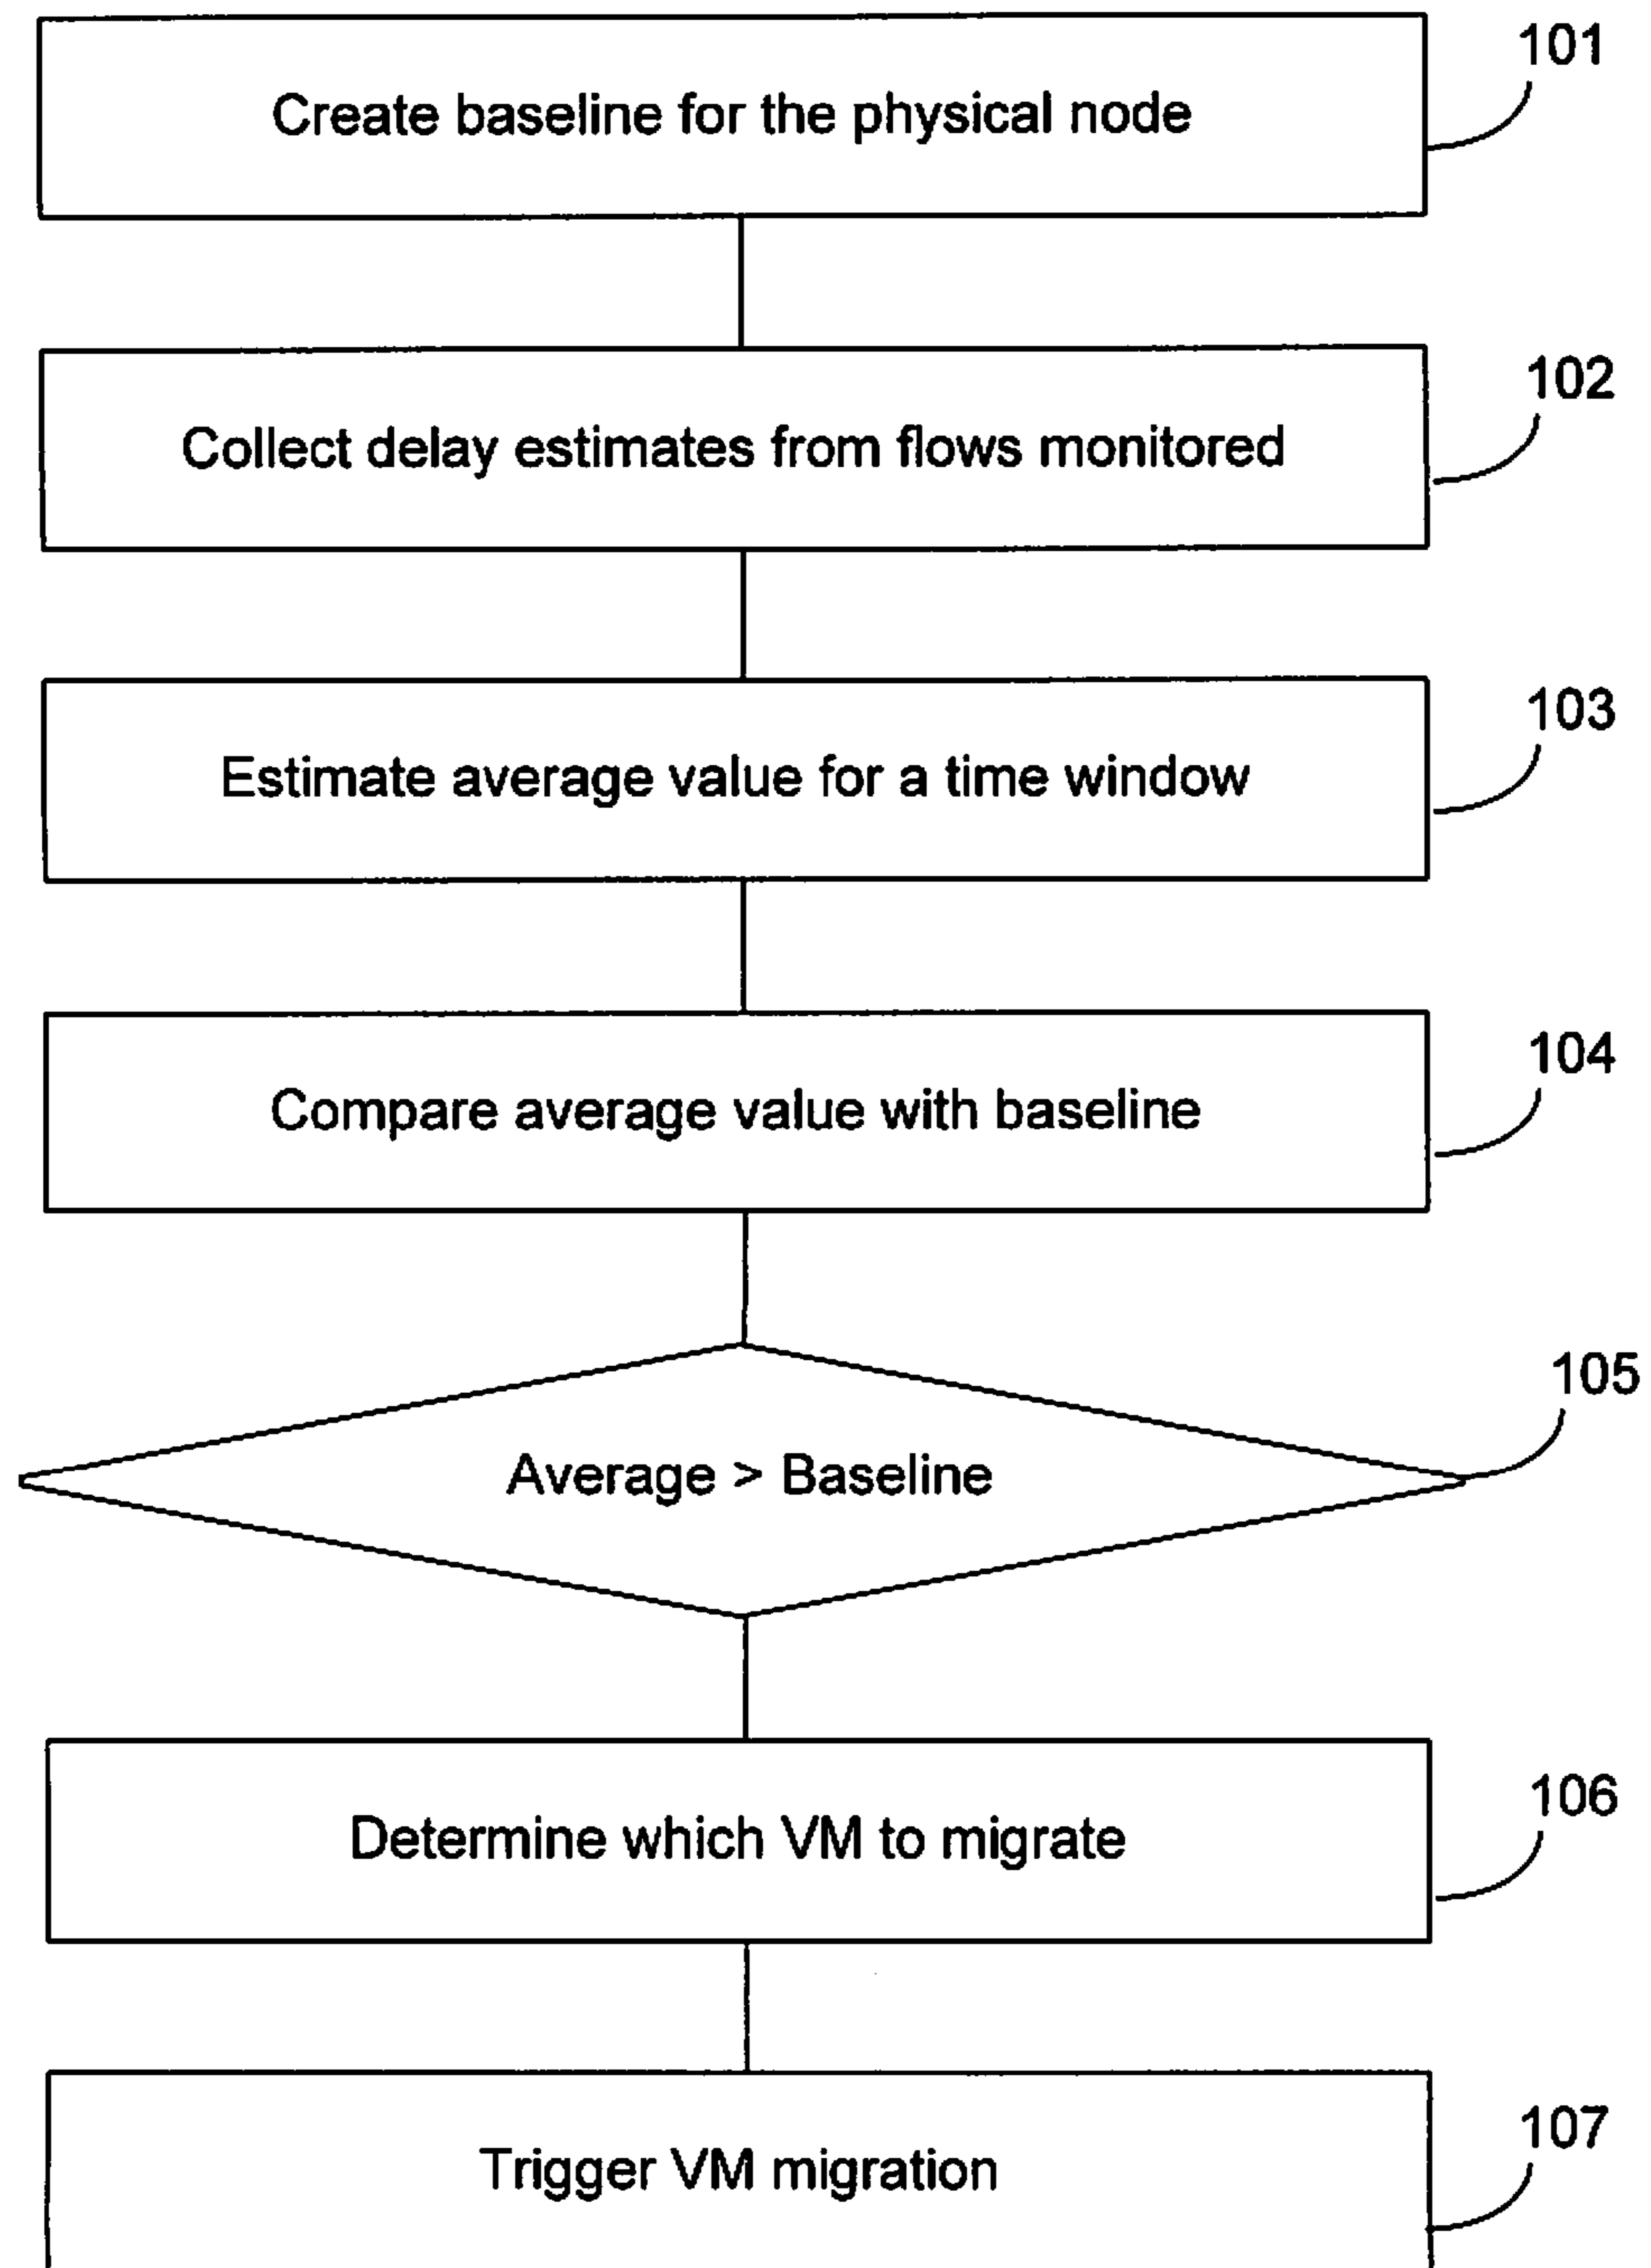 101
Create baseline for the physical node
102
Collect delay estimates from flows monitored
103
Estimate average value for a time window
104
Compare average value with baseline
105
Average > Baseline
106
Determine which VM to migrate
107
Trigger VM migration